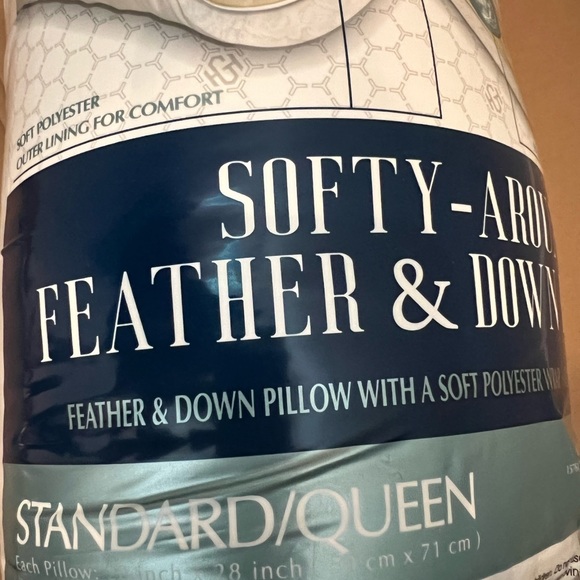 SOFT POLYESTER
OUTER LINING FOR COMFORT
SOFTY-AROU
FEATHER & DOWN
FEATHER & DOWN PILLOW WITH A SOFT POLYESTER
STANDARD/QUEEN
Each Pillow: inch 28 inch cm x 71 cm )